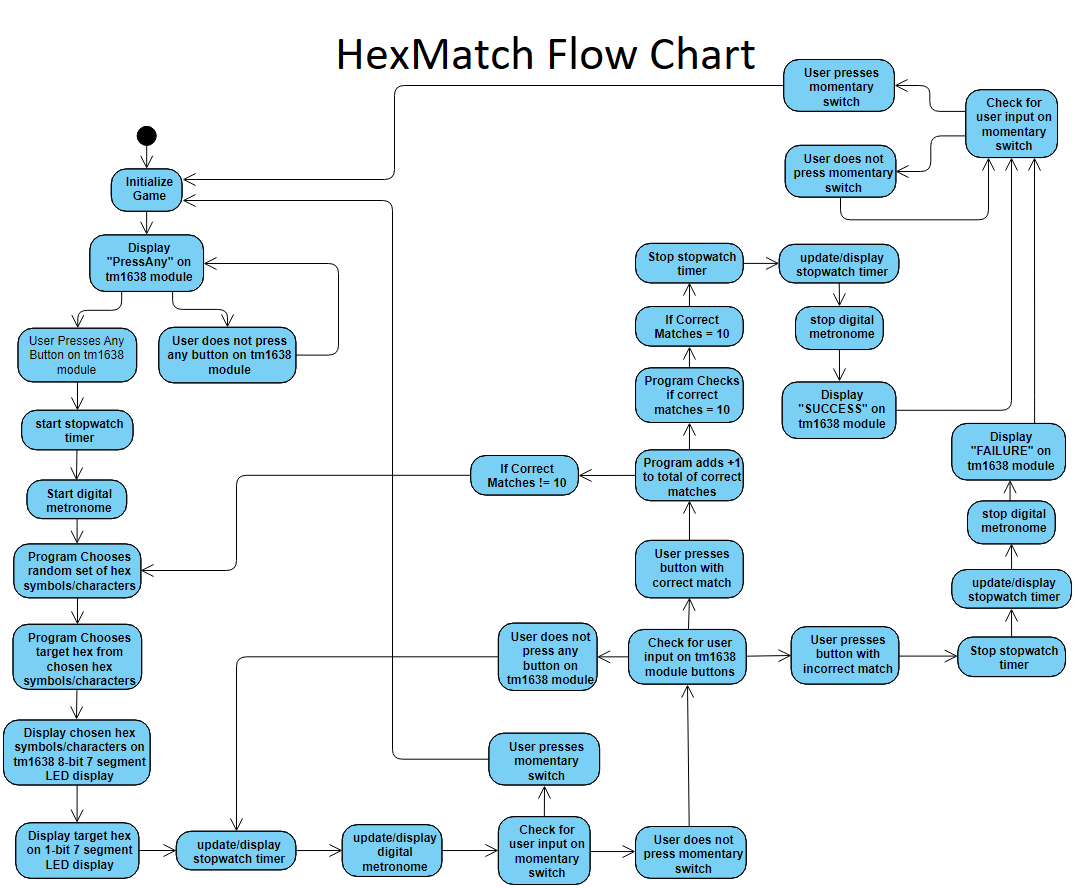 HexMatch Flow Chart
User presses
momentary
switch
Check for
user input on
momentary
switch
User does not
press momentary
switch
Initialize
Game
Display
"PressAny" on
tm1638 module
User Presses Any
Button on tm1638
module
User does not press
any button on tm1638
module
start stopwatch
timer
Start digital
metronome
Program Chooses
random set of hex
symbols/characters
Program Chooses
target hex from
chosen hex
symbols/characters
Display chosen hex
symbols/characters on
tm1638 8-bit 7 segment
LED display
Display target hex
on 1-bit 7 segment
LED display
update/display
stopwatch timer
update/display
digital
metronome
Check for
user input on
momentary
switch
User presses
momentary
switch
User does not
press momentary
switch
Check for user
input on tm1638
module buttons
User does not
press any
button on
tm1638 module
User presses
button with
correct match
Program adds +1
to total of correct
matches
If Correct
Matches != 10
Program Checks
if correct
matches = 10
If Correct
Matches = 10
Stop stopwatch
timer
update/display
stopwatch timer
stop digital
metronome
Display
"SUCCESS" on
tm1638 module
User presses
button with
incorrect match
Stop stopwatch
timer
update/display
stopwatch timer
stop digital
metronome
Display
"FAILURE" on
tm1638 module